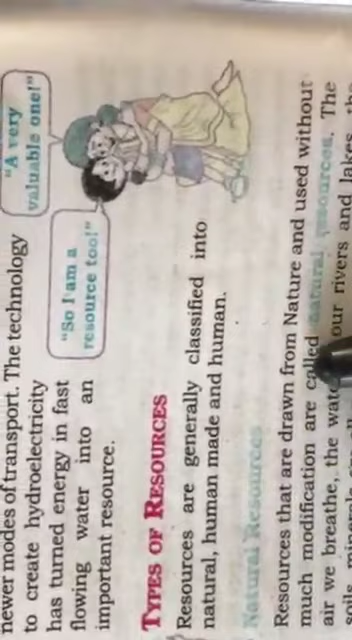 newer modes of transport. The technology
to create hydroelectricity
has turned energy in fast
flowing water into an
important resource.
"A very
valuable one!"
"So I am a
resource too!"
TYPES OF RESOURCES
Resources are generally classified into
natural, human made and human.
Natural Resources
Resources that are drawn from Nature and used without
much modification are called natural resources. The
air we breathe, the our rivers and lakes, the
soils, minerals